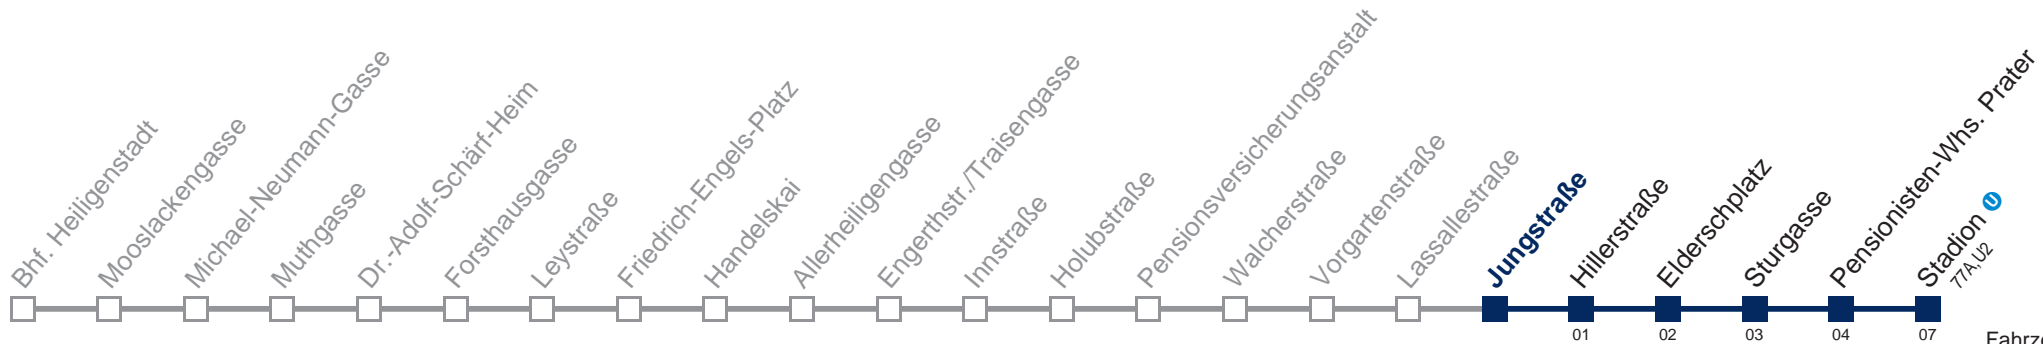 Bhf. Heiligenstadt
Mooslackengasse
Michael-Neumann-Gasse
Muthgasse
Dr.-Adolf-Schärf-Heim
Forsthausgasse
Leystraße
Friedrich-Engels-Platz
Handelskai
Allerheiligengasse
Engerthstr./Traisengasse
Innstraße
Holubstraße
Pensionsversicherungsanstalt
Walcherstraße
Vorgartenstraße
Lassallestraße
Jungstraße
Hillerstraße
Elderschplatz
Sturgasse
Pensionisten-Whs. Prater
Stadion U
77A,U2
01 02 03 04 07